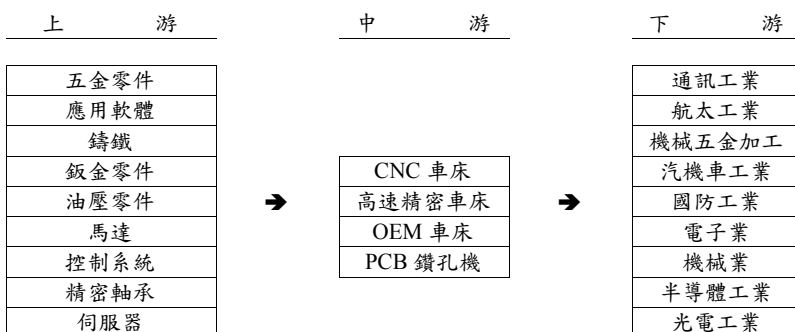 上游
中游
下游
五金零件
應用軟體
鑄鐵
鈑金零件
油壓零件
馬達
控制系統
精密軸承
伺服器
➔
CNC 車床
高速精密車床
OEM 車床
PCB 鑽孔機
➔
通訊工業
航太工業
機械五金加工
汽機車工業
國防工業
電子業
機械業
半導體工業
光電工業